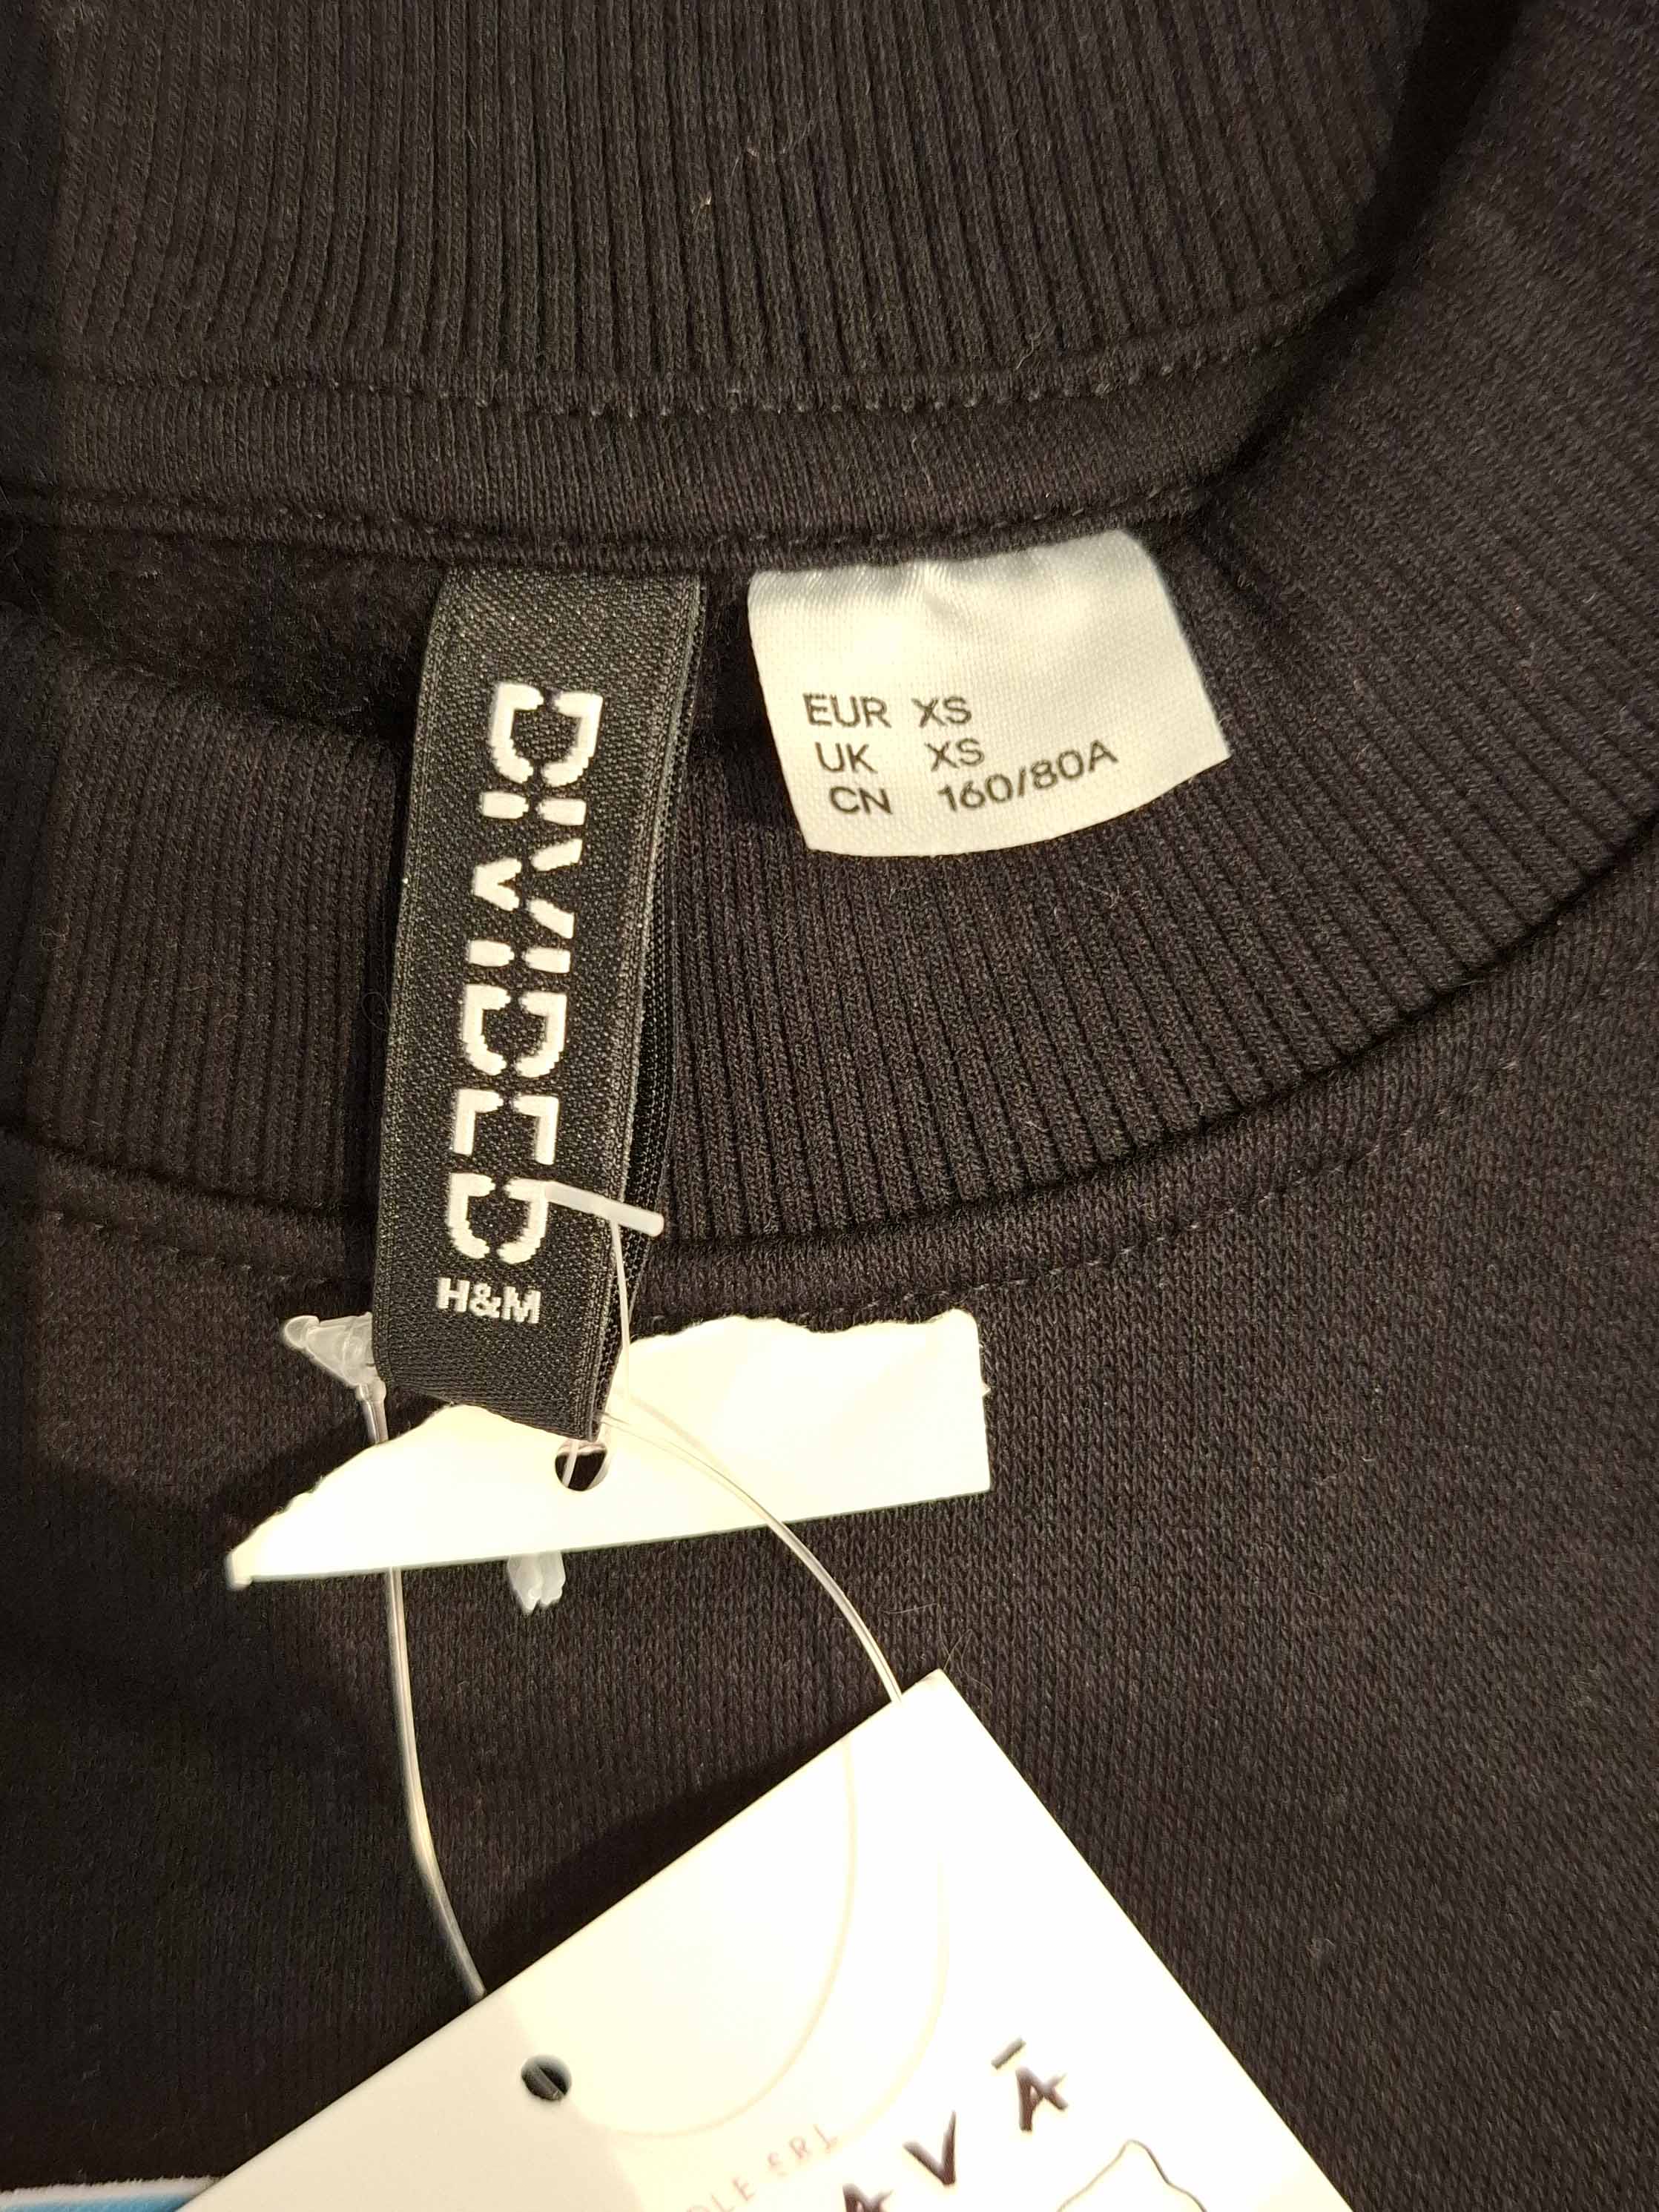 DIVIDED
H&M
EUR XS
UK XS
CN 160/80A